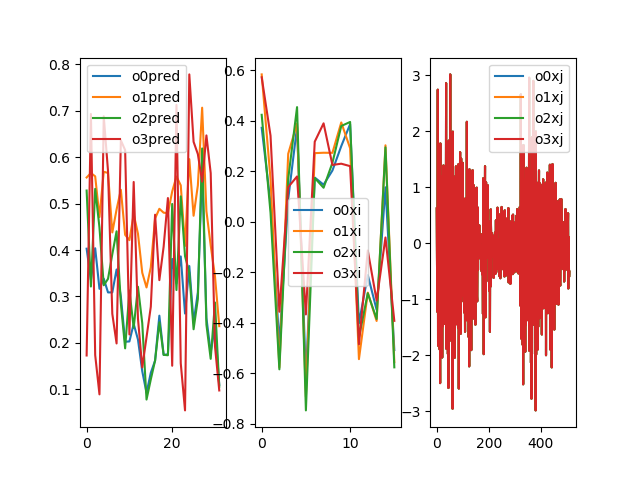 0.8
0.7
0.6
0.5
0.4
0.3
0.2
0.1
0
20
o0pred
o1pred
o2pred
o3pred
0.6
0.4
0.2
0.0
−0.2
−0.4
−0.6
−0.8
0
10
o0xi
o1xi
o2xi
o3xi
3
2
1
0
−1
−2
−3
0
200
400
o0xj
o1xj
o2xj
o3xj